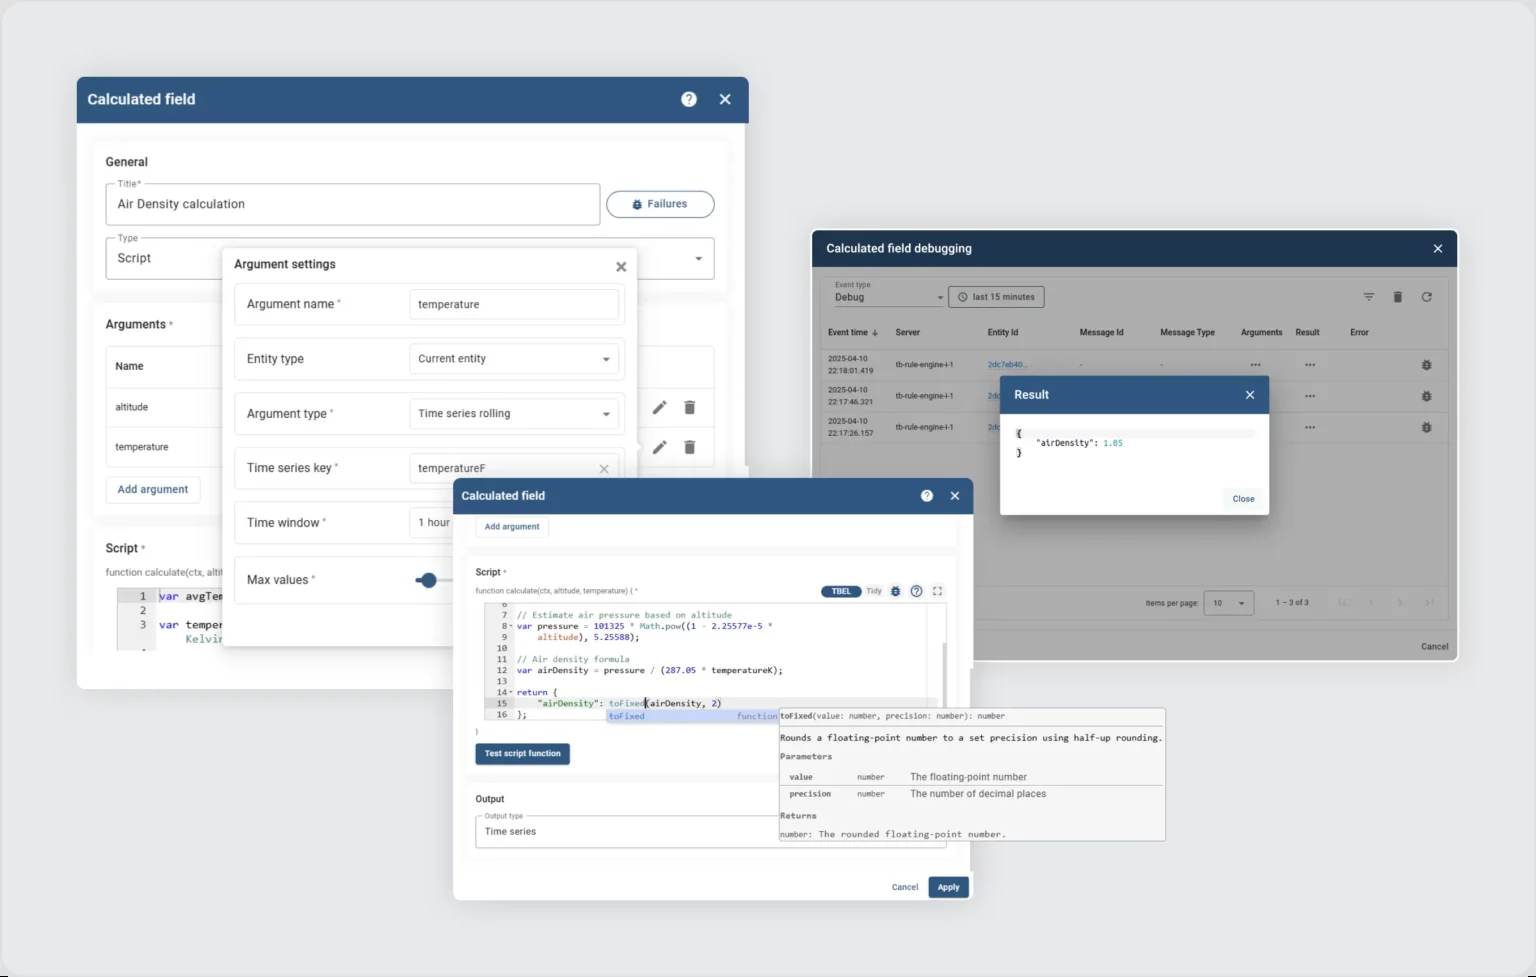 Calculated field
General
Title*
Air Density calculation
Failures
Type
Script
Arguments *
Name
altitude
temperature
Add argument
Script *
function calculate(ctx, altit
1 var avgTem
2
3 var temper
Kelvin
Argument settings
Argument name * temperature
Entity type Current entity
Argument type * Time series rolling
Time series key * temperatureF
Time window * 1 hour
Max values *
Calculated field
Add argument
Script *
function calculate(ctx, altitude, temperature) { *
TBEL Tidy
6
7 // Estimate air pressure based on altitude
8 var pressure = 101325 * Math.pow((1 - 2.25577e-5 *
9 altitude), 5.25588);
10
11 // Air density formula
12 var airDensity = pressure / (287.05 * temperatureK);
13
14 return {
15 "airDensity": toFixed(airDensity, 2)
16 };
toFixed function
}
Test script function
Output
Output type
Time series
Cancel Apply
toFixed(value: number, precision: number): number
Rounds a floating-point number to a set precision using half-up rounding.
Parameters
value number The floating-point number
precision number The number of decimal places
Returns
number: The rounded floating-point number.
Calculated field debugging
Event type
Debug
last 15 minutes
Event time Server Entity Id Message Id Message Type Arguments Result Error
2025-04-10
22:18:01.419 tb-rule-engine-i-1 2dc7eb40... - - ... ...
2025-04-10
22:17:46.321 tb-rule-engine-i-1 2dc ...
2025-04-10
22:17:26.157 tb-rule-engine-i-1 2dc ...
Result
{
"airDensity": 1.05
}
Close
Items per page: 10 1 – 3 of 3
Cancel